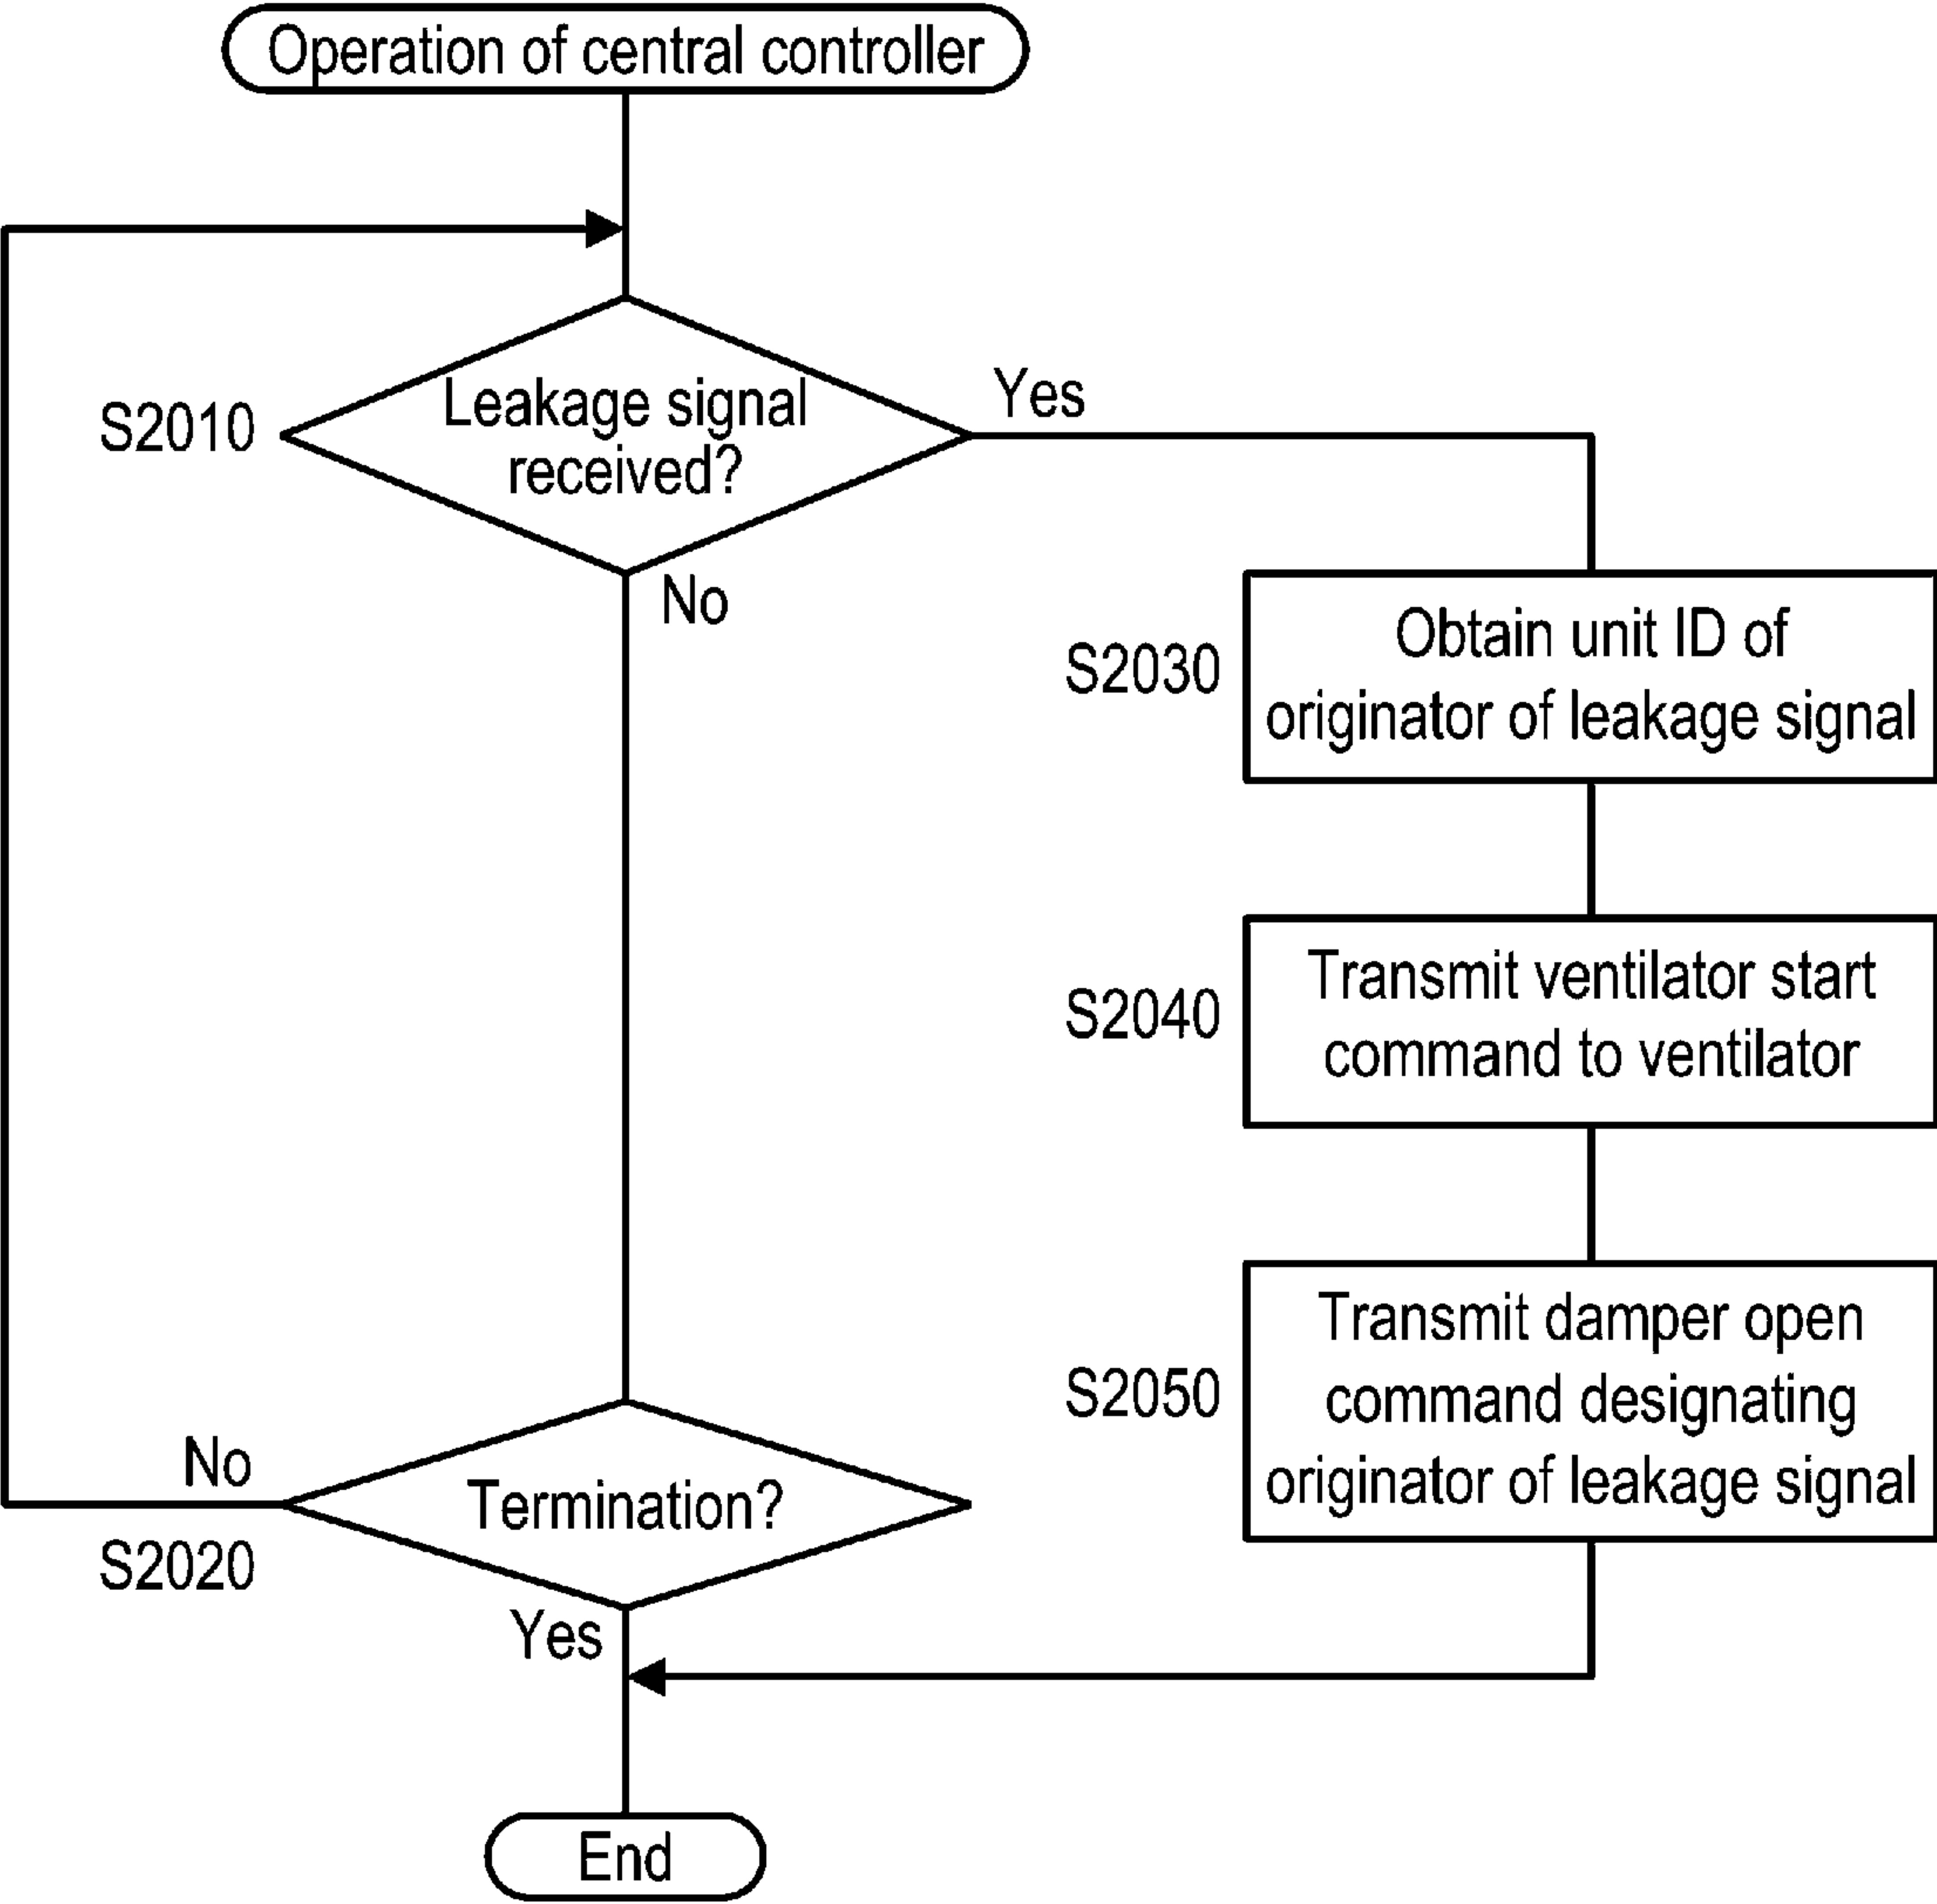 Operation of central controller
S2010
Leakage signal
received?
Yes
No
S2030
Obtain unit ID of
originator of leakage signal
S2040
Transmit ventilator start
command to ventilator
S2050
Transmit damper open
command designating
originator of leakage signal
No
S2020
Termination?
Yes
End